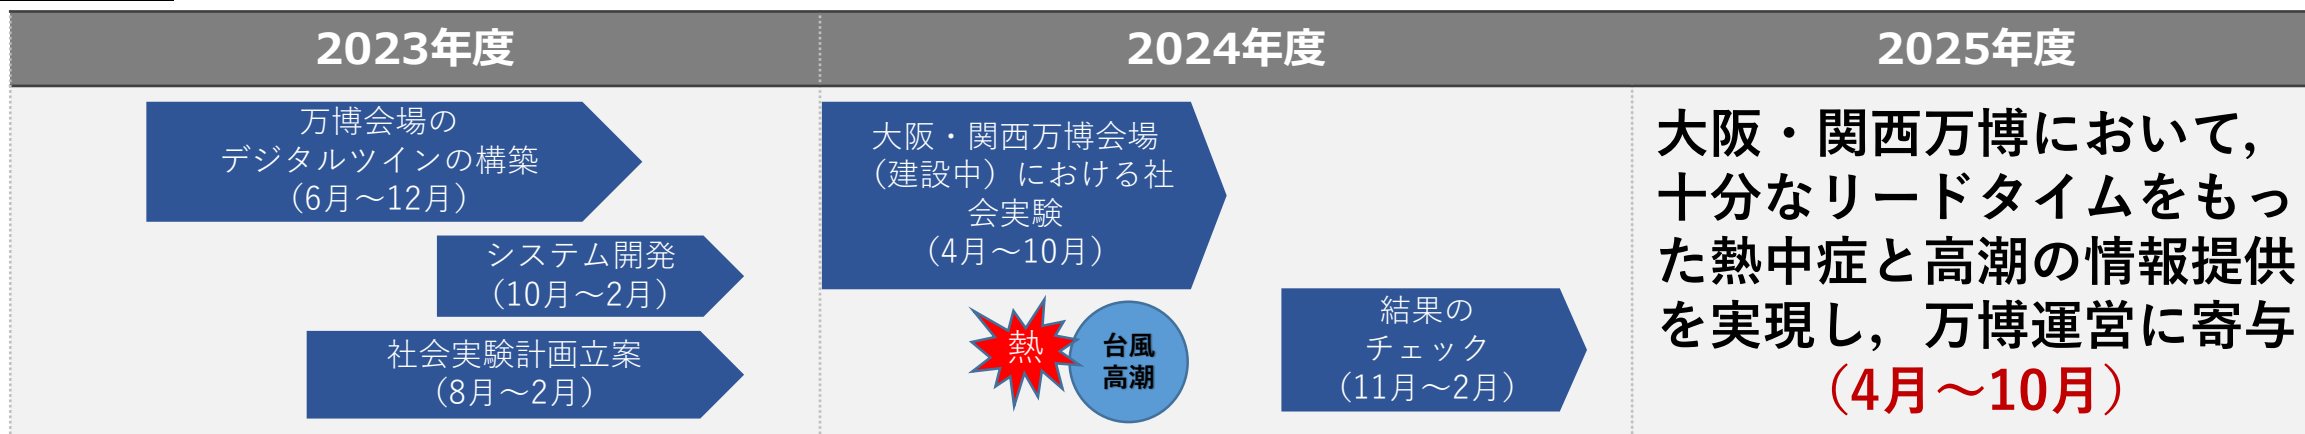 2023年度
2024年度
2025年度
万博会場の
デジタルツインの構築
（6月～12月）
システム開発
（10月～2月）
社会実験計画立案
（8月～2月）
大阪・関西万博会場
（建設中）における社
会実験
（4月～10月）
熱
台風
高潮
結果の
チェック
（11月～2月）
大阪・関西万博において，
十分なリードタイムをもっ
た熱中症と高潮の情報提供
を実現し，万博運営に寄与
（4月～10月）